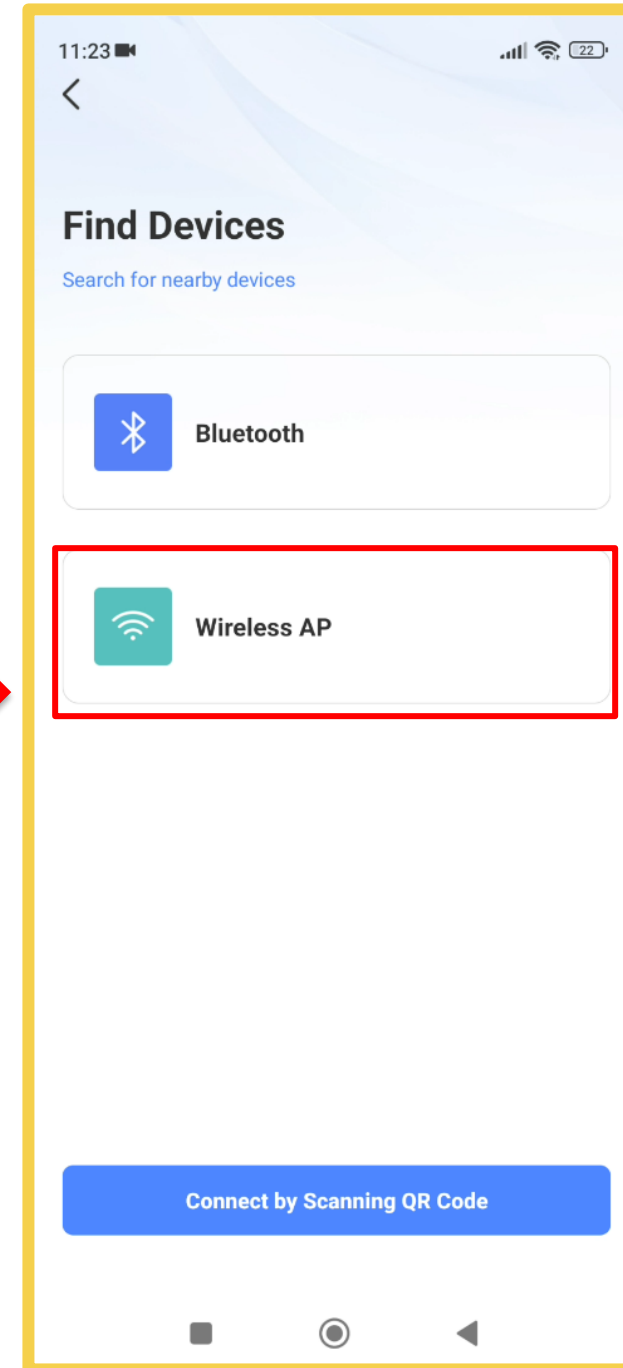 11:23
22
Find Devices
Search for nearby devices
Bluetooth
Wireless AP
Connect by Scanning QR Code